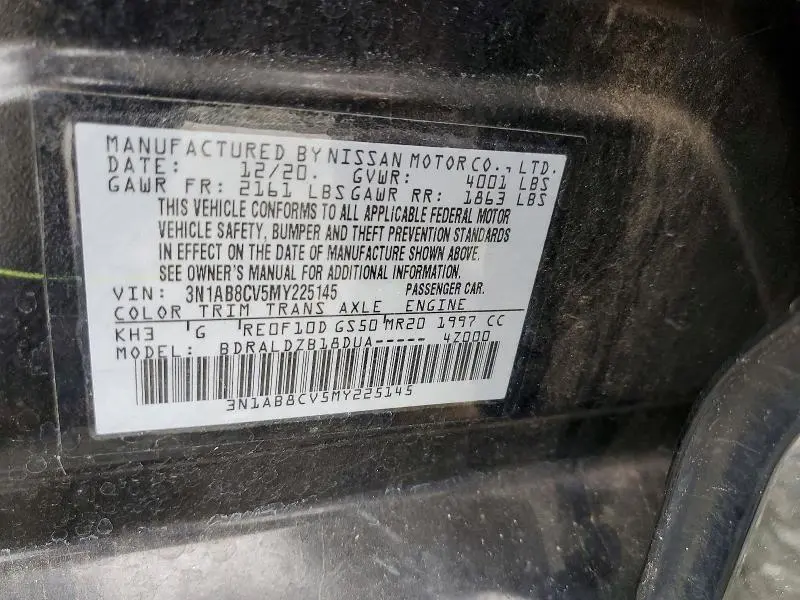 MANUFACTURED BY NISSAN MOTOR CO., LTD.
DATE: 12/20. GVWR: 4001 LBS
GAWR FR: 2161 LBS GAWR RR: 1863 LBS
THIS VEHICLE CONFORMS TO ALL APPLICABLE FEDERAL MOTOR
VEHICLE SAFETY, BUMPER AND THEFT PREVENTION STANDARDS
IN EFFECT ON THE DATE OF MANUFACTURE SHOWN ABOVE.
SEE OWNER'S MANUAL FOR ADDITIONAL INFORMATION.
VIN: 3N1AB8CV5MY225145 PASSENGER CAR.
COLOR TRIM TRANS AXLE ENGINE
KH3 G RE0F10D GS50 MR20 1997 CC
MODEL: BDRALDZB18DUA----- 4Z000
3N1AB8CV5MY225145